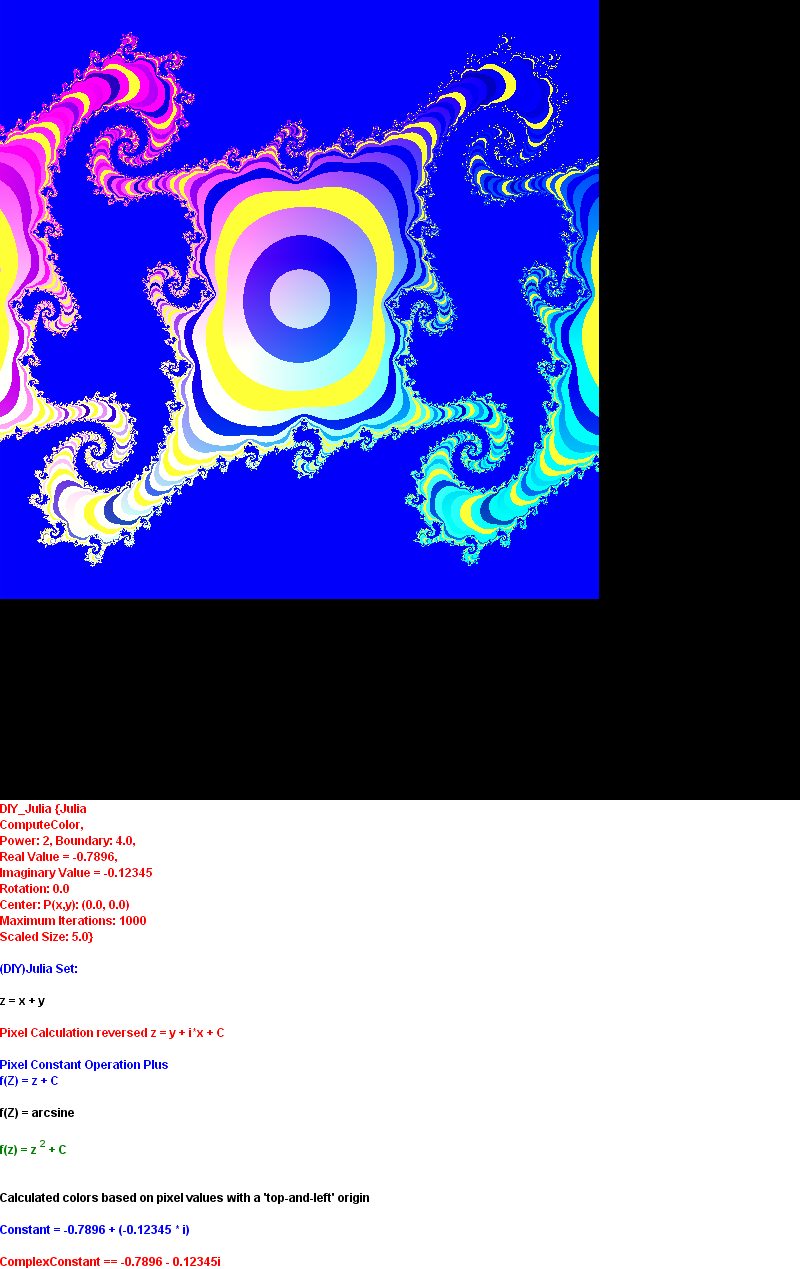 DIY_Julia {Julia
ComputeColor,
Power: 2, Boundary: 4.0,
Real Value = -0.7896,
Imaginary Value = -0.12345
Rotation: 0.0
Center: P(x,y): (0.0, 0.0)
Maximum Iterations: 1000
Scaled Size: 5.0}
(DIY)Julia Set:
z = x + y
Pixel Calculation reversed z = y + i*x + C
Pixel Constant Operation Plus
f(Z) = z + C
f(Z) = arcsine
f(z) = z 2 + C
Calculated colors based on pixel values with a 'top-and-left' origin
Constant = -0.7896 + (-0.12345 * i)
ComplexConstant == -0.7896 - 0.12345i